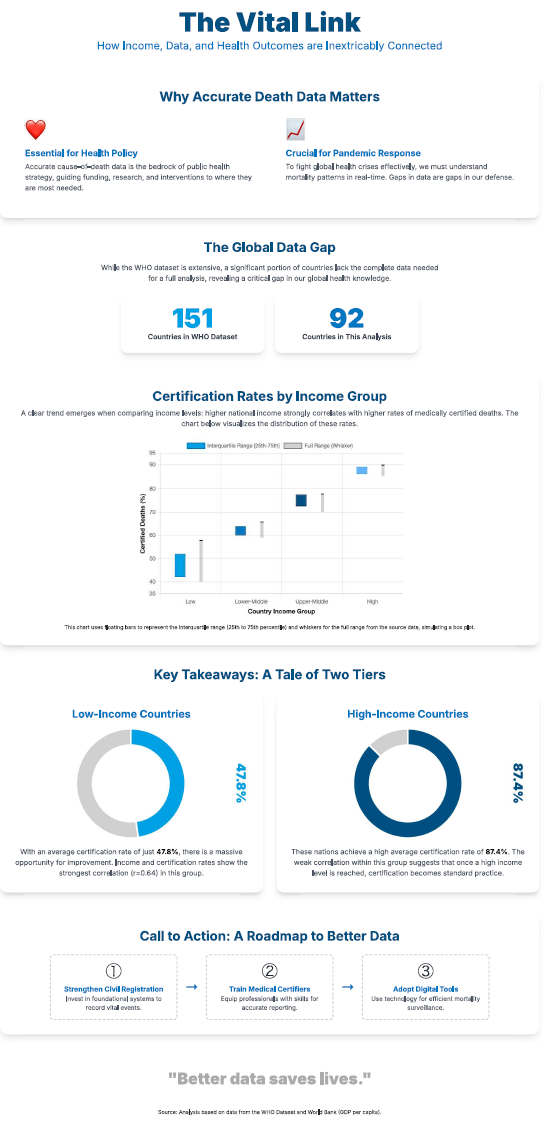 The Vital Link
How Income, Data, and Health Outcomes are Inextricably Connected
Why Accurate Death Data Matters
Essential for Health Policy
Accurate cause-of-death data is the bedrock of public health
strategy, guiding funding, research, and interventions to where they
are most needed.
Crucial for Pandemic Response
To fight global health crises effectively, we must understand
mortality patterns in real-time. Gaps in data are gaps in our defense.
The Global Data Gap
While the WHO dataset is extensive, a significant portion of countries lack the complete data needed
for a full analysis, revealing a critical gap in our global health knowledge.
151
Countries in WHO Dataset
92
Countries in This Analysis
Certification Rates by Income Group
A clear trend emerges when comparing income levels: higher national income strongly correlates with higher rates of medically certified deaths. The
chart below visualizes the distribution of these rates.
Interquartile Range (25th-75th) Full Range (Whisker)
95
90
80
70
60
50
40
35
Certified Deaths (%)
Low Lower-Middle Upper-Middle High
Country Income Group
This chart uses floating bars to represent the interquartile range (25th to 75th percentile) and whiskers for the full range from the source data, simulating a box plot.
Key Takeaways: A Tale of Two Tiers
Low-Income Countries
47.8%
With an average certification rate of just 47.8%, there is a massive
opportunity for improvement. Income and certification rates show the
strongest correlation (r=0.64) in this group.
High-Income Countries
87.4%
These nations achieve a high average certification rate of 87.4%. The
weak correlation within this group suggests that once a high income
level is reached, certification becomes standard practice.
Call to Action: A Roadmap to Better Data
①
Strengthen Civil Registration
Invest in foundational systems to
record vital events.
→
②
Train Medical Certifiers
Equip professionals with skills for
accurate reporting.
→
③
Adopt Digital Tools
Use technology for efficient mortality
surveillance.
"Better data saves lives."
Source: Analysis based on data from the WHO Dataset and World Bank (GDP per capita).